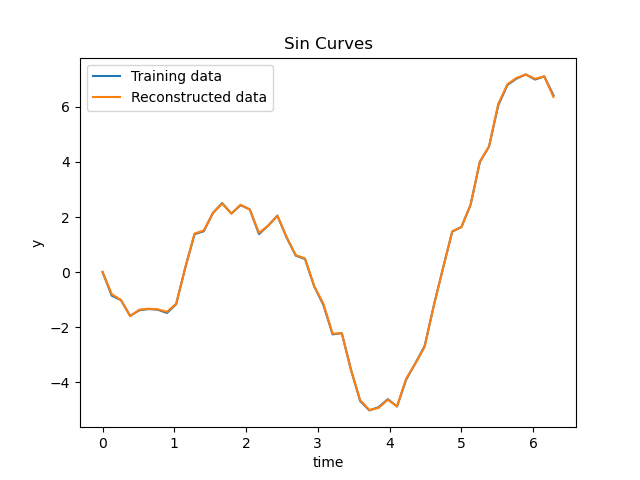 Sin Curves
Training data
Reconstructed data
y
6
4
2
0
−2
−4
0 1 2 3 4 5 6
time